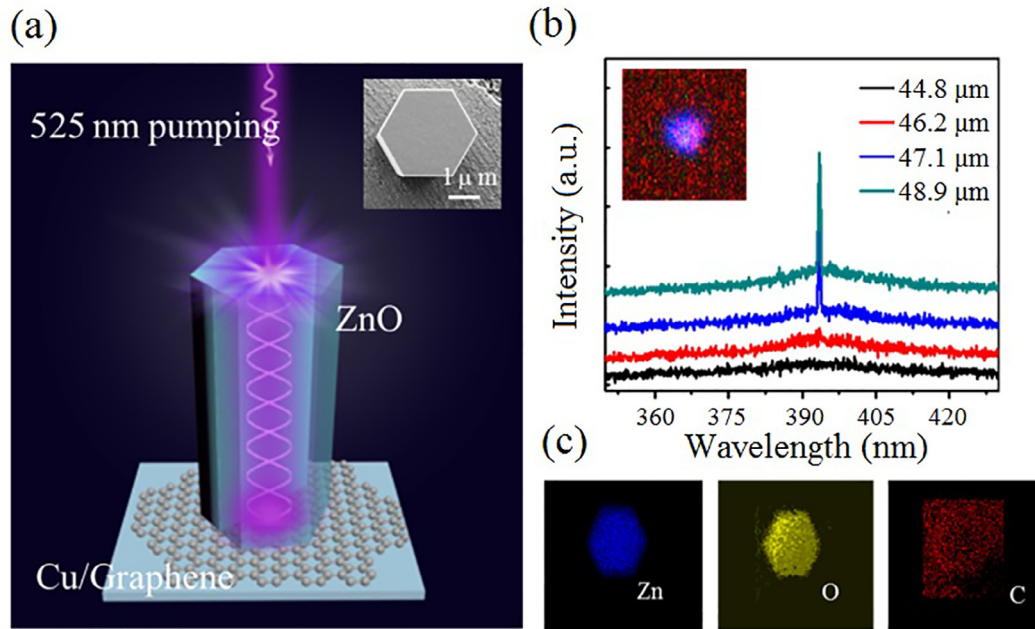 (a)
525 nm pumping
1 μ m
ZnO
Cu/Graphene
(b)
44.8 μm
46.2 μm
47.1 μm
48.9 μm
Intensity (a.u.)
360 375 390 405 420
Wavelength (nm)
(c)
Zn
O
C